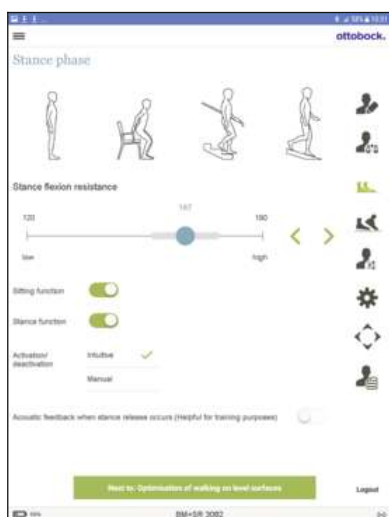 ottobock.
Stance phase
Stance flexion resistance
120
180
low
high
Sitting function
Stance function
Activation/
deactivation
Intuitive
Manual
Acoustic feedback when stance release occurs (Helpful for training purposes)
Next to: Optimisation of walking on level surfaces
Logout